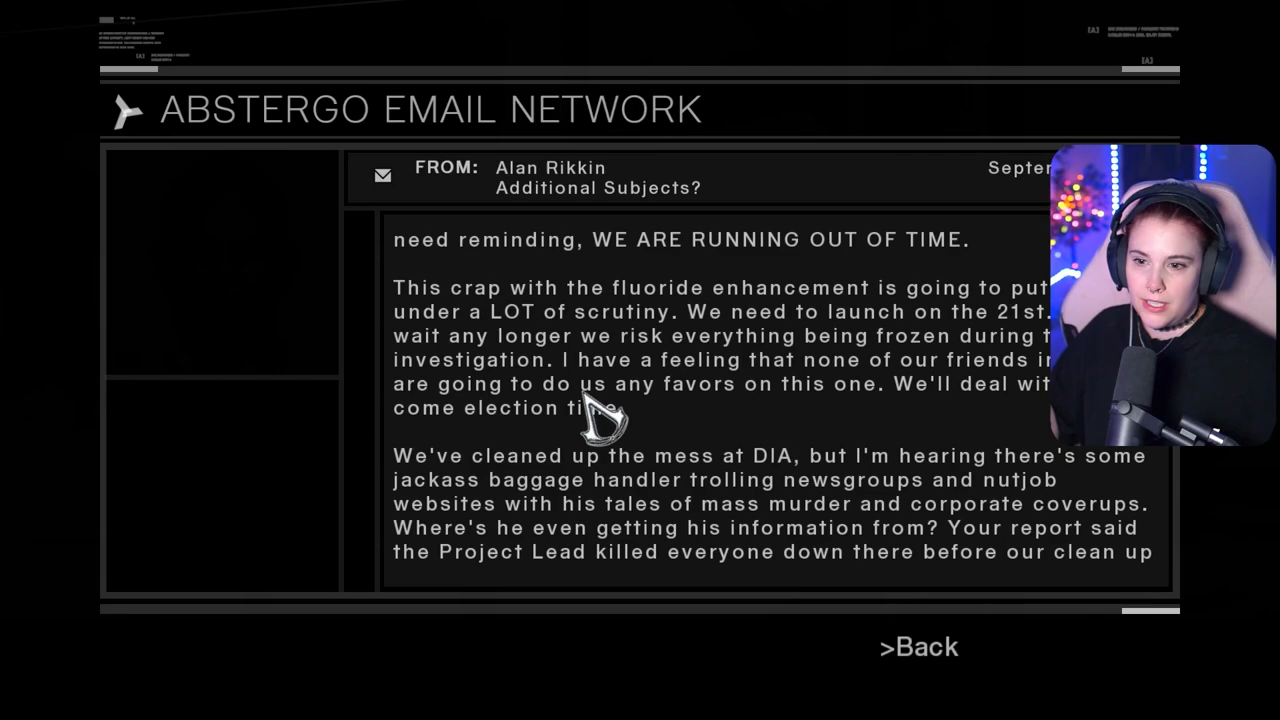 ABSTERGO EMAIL NETWORK
FROM: Alan Rikkin
Additional Subjects?
need reminding, WE ARE RUNNING OUT OF TIME.
This crap with the fluoride enhancement is going to put
under a LOT of scrutiny. We need to launch on the 21st.
wait any longer we risk everything being frozen during
investigation. I have a feeling that none of our friends
are going to do us any favors on this one. We'll deal
come election
We've cleaned up the mess at DIA, but I'm hearing there's some
jackass baggage handler trolling newsgroups and nutjob
websites with his tales of mass murder and corporate coverups.
Where's he even getting his information from? Your report said
the Project Lead killed everyone down there before our clean up
>Back